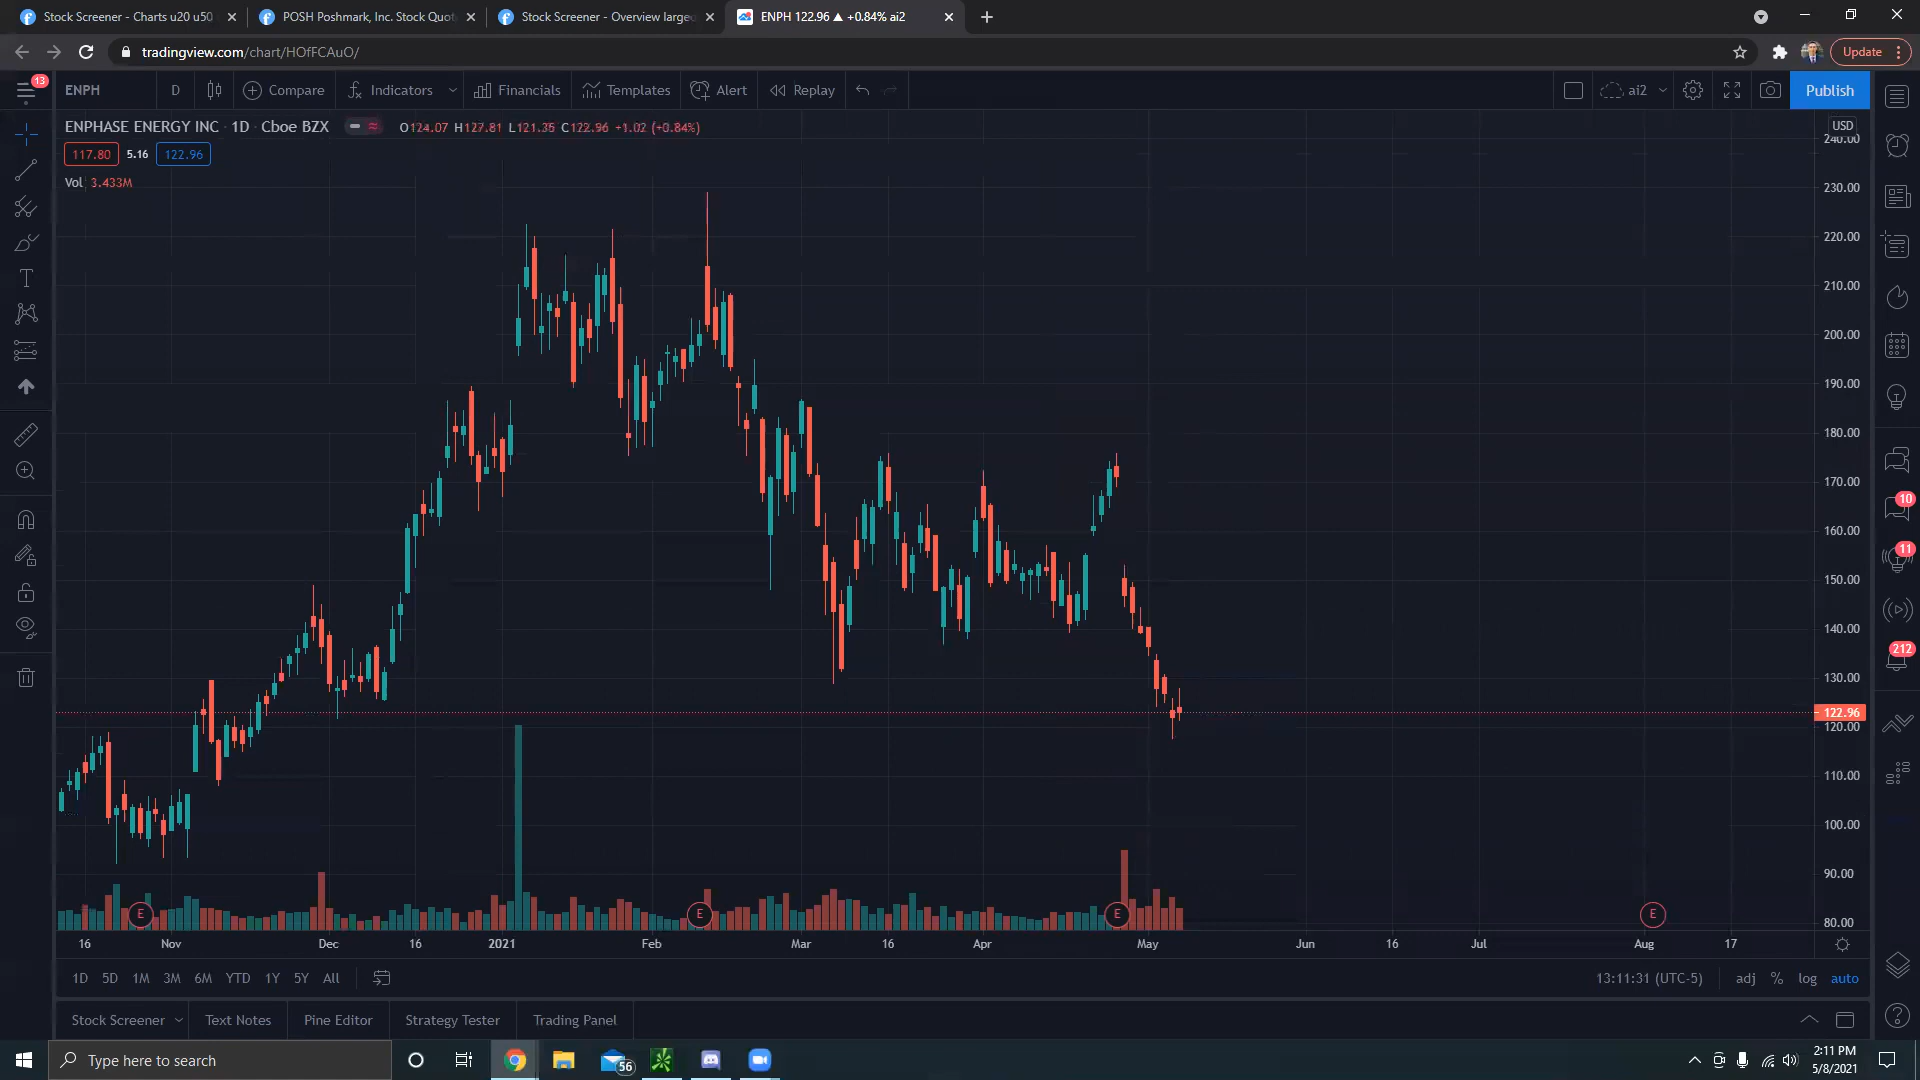 Stock Screener - Charts u20 u50
POSH Poshmark, Inc. Stock Quot
Stock Screener - Overview large
ENPH 122.96 ▲ +0.84% ai2
tradingview.com/chart/HOfFCAuO/
Update
13
ENPH
D
Compare
Indicators
Financials
Templates
Alert
Replay
ai2
Publish
ENPHASE ENERGY INC · 1D · Cboe BZX
O124.07 H127.81 L121.35 C122.96 +1.02 (+0.84%)
USD
117.80 5.16 122.96
Vol 3.433M
240.00
230.00
220.00
210.00
200.00
190.00
180.00
170.00
160.00
150.00
140.00
130.00
122.96
120.00
110.00
100.00
90.00
80.00
10
11
212
E E E E
16 Nov Dec 16 2021 Feb Mar 16 Apr May Jun 16 Jul Aug 17
1D 5D 1M 3M 6M YTD 1Y 5Y All
13:11:31 (UTC-5) adj % log auto
Stock Screener Text Notes Pine Editor Strategy Tester Trading Panel
Type here to search
56
2:11 PM
5/8/2021